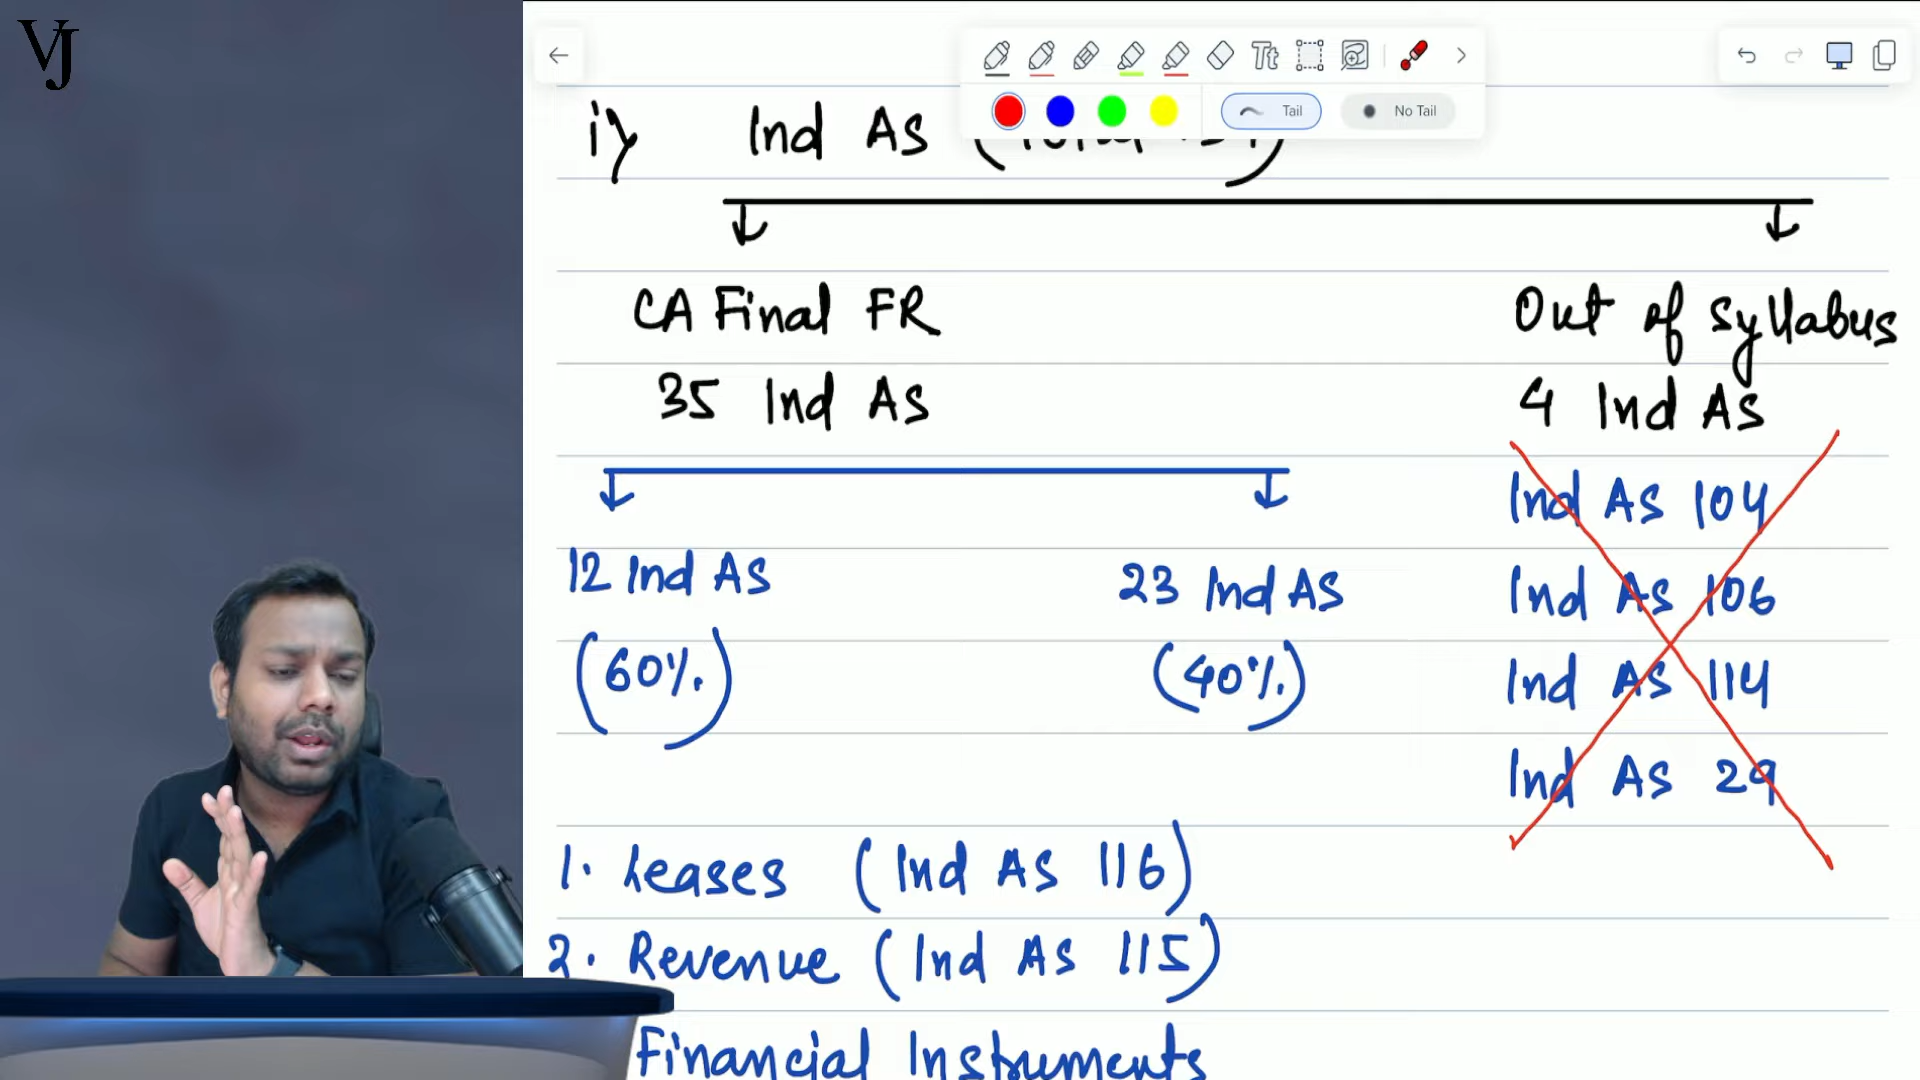 VJ
Tt
Tail
No Tail
i)
Ind As
CA Final FR
Out of Syllabus
35 Ind As
4 Ind As
Ind As 104
12 Ind As
23 Ind As
Ind As 106
(60%.)
(40%.)
Ind As 114
Ind As 29
1. Leases (Ind As 116)
2. Revenue (Ind As 115)
Financial Instruments